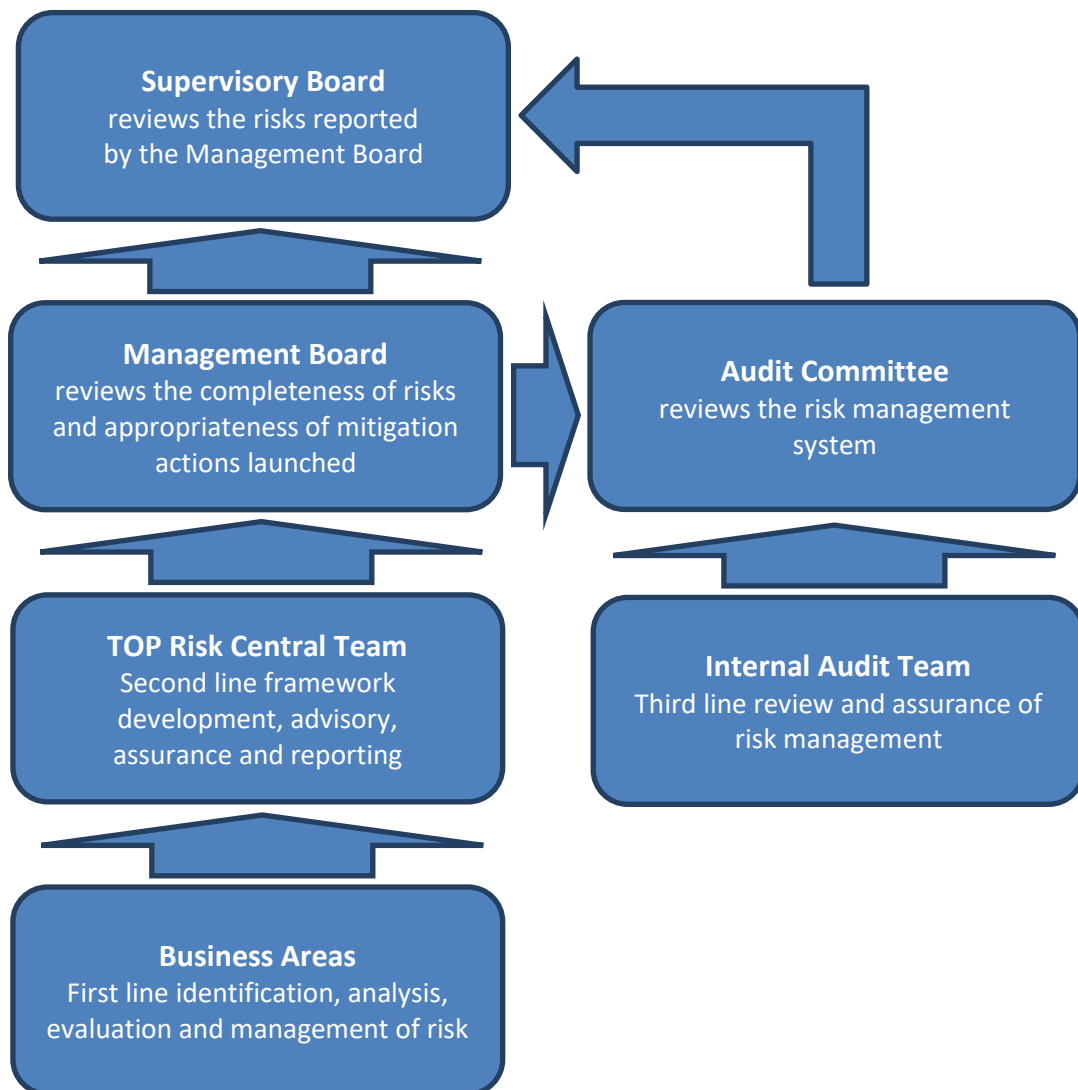 Supervisory Board
reviews the risks reported
by the Management Board
Management Board
reviews the completeness of risks
and appropriateness of mitigation
actions launched
Audit Committee
reviews the risk management
system
TOP Risk Central Team
Second line framework
development, advisory,
assurance and reporting
Internal Audit Team
Third line review and assurance of
risk management
Business Areas
First line identification, analysis,
evaluation and management of risk